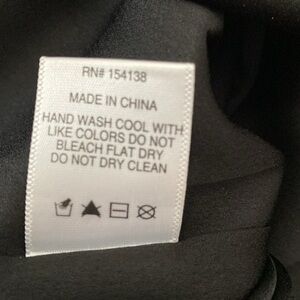 RN# 154138
MADE IN CHINA
HAND WASH COOL WITH
LIKE COLORS DO NOT
BLEACH FLAT DRY
DO NOT DRY CLEAN